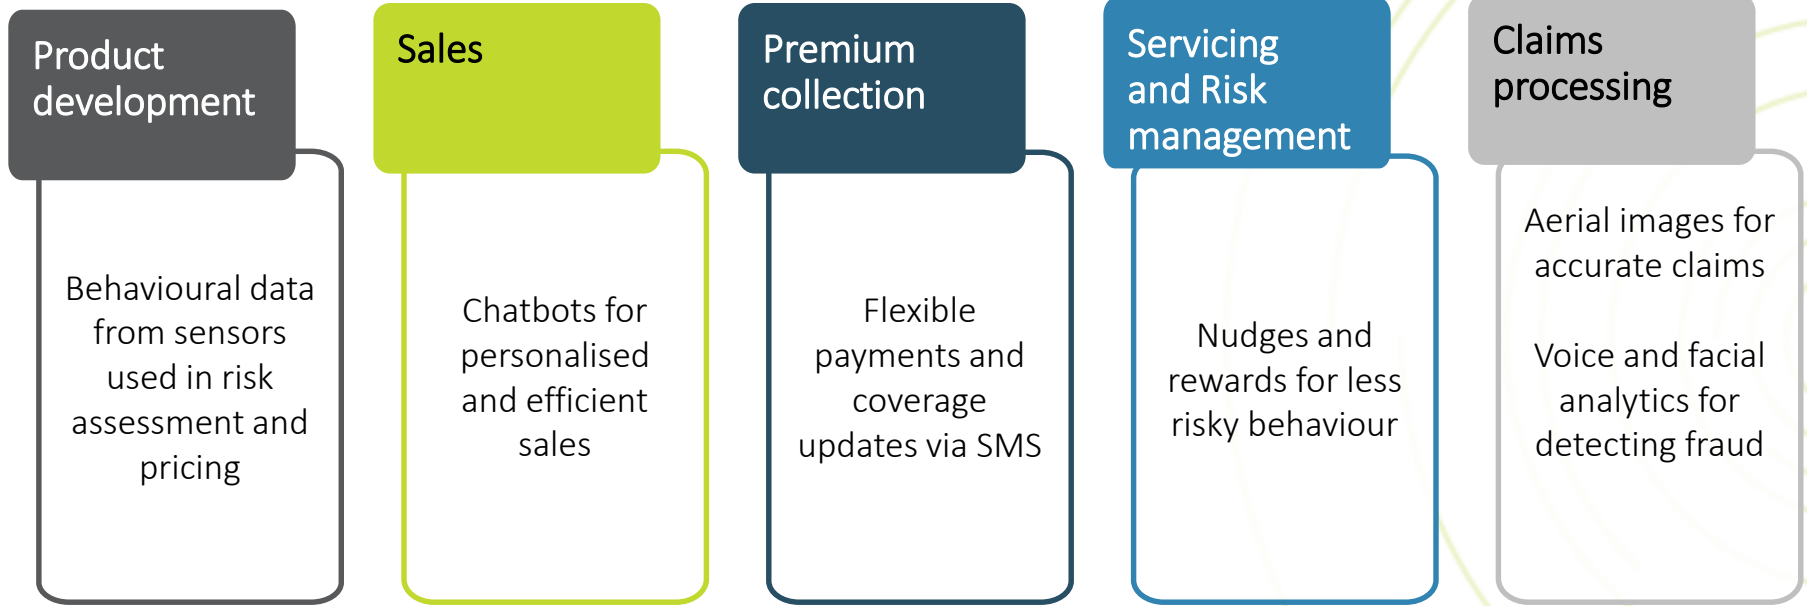 Product
development
Behavioural data
from sensors
used in risk
assessment and
pricing
Sales
Chatbots for
personalised
and efficient
sales
Premium
collection
Flexible
payments and
coverage
updates via SMS
Servicing
and Risk
management
Nudges and
rewards for less
risky behaviour
Claims
processing
Aerial images for
accurate claims
Voice and facial
analytics for
detecting fraud